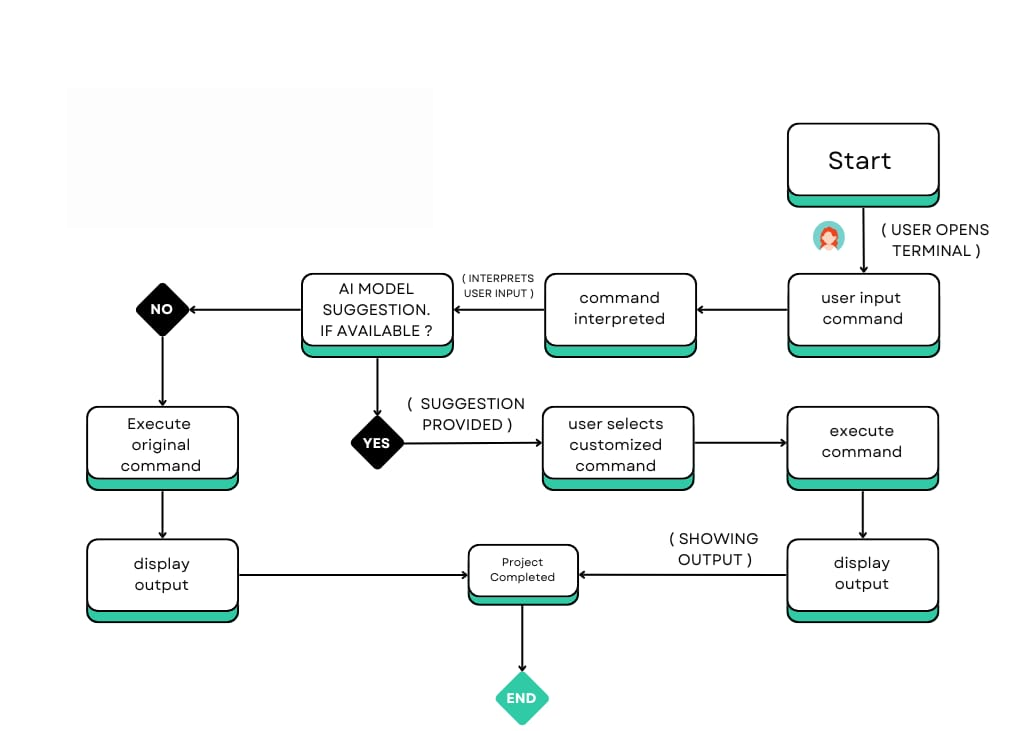 Start
( USER OPENS
TERMINAL )
user input
command
command
interpreted
( INTERPRETS
USER INPUT )
AI MODEL
SUGGESTION.
IF AVAILABLE ?
NO
Execute
original
command
YES
( SUGGESTION
PROVIDED )
user selects
customized
command
execute
command
display
output
Project
Completed
( SHOWING
OUTPUT )
display
output
END